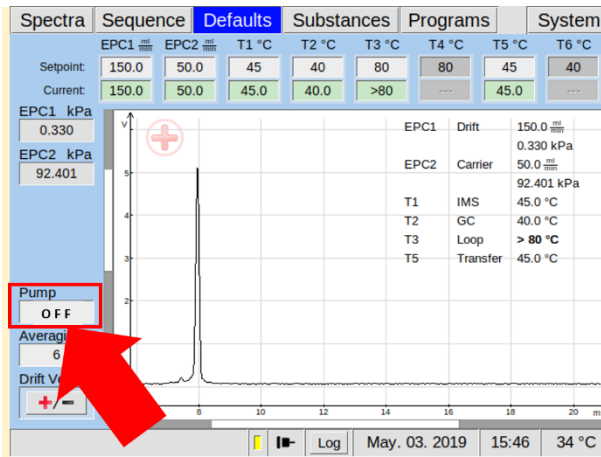 Spectra Sequence Defaults Substances Programs System
EPC1 ml/min EPC2 ml/min T1 °C T2 °C T3 °C T4 °C T5 °C T6 °C
Setpoint: 150.0 50.0 45 40 80 80 45 40
Current: 150.0 50.0 45.0 40.0 >80 --- 45.0 ---
EPC1 kPa
0.330
EPC2 kPa
92.401
Pump
OFF
6
+/-
V
5
4
3
2
EPC1 Drift 150.0 ml/min
0.330 kPa
EPC2 Carrier 50.0 ml/min
92.401 kPa
T1 IMS 45.0 °C
T2 GC 40.0 °C
T3 Loop > 80 °C
T5 Transfer 45.0 °C
8 10 12 14 16 18 20
Log May. 03. 2019 15:46 34 °C